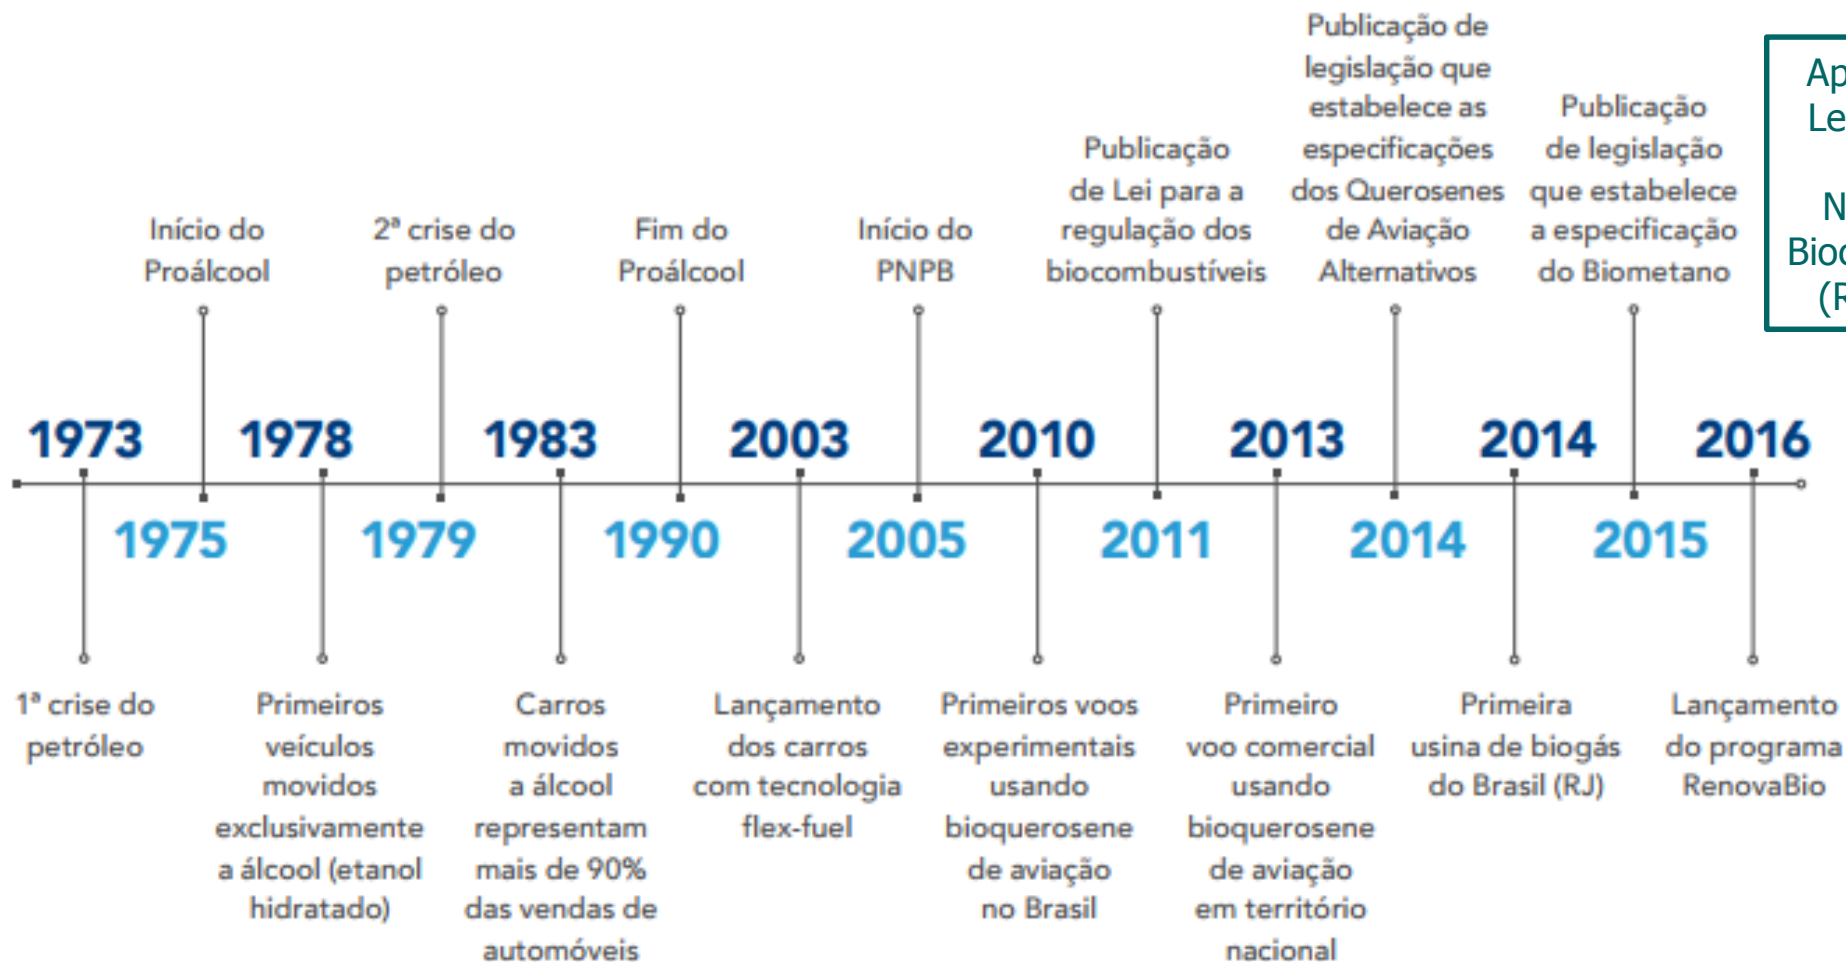 Início do
Proálcool
2ª crise do
petróleo
Fim do
Proálcool
Início do
PNPB
Publicação
de Lei para a
regulação dos
biocombustíveis
Publicação de
legislação que
estabelece as
especificações
dos Querosenes
de Aviação
Alternativos
Publicação
de legislação
que estabelece
a especificação
do Biometano
1973
1978
1983
2003
2010
2013
2014
2016
1975
1979
1990
2005
2011
2014
2015
1ª crise do
petróleo
Primeiros
veículos
movidos
exclusivamente
a álcool (etanol
hidratado)
Carros
movidos
a álcool
representam
mais de 90%
das vendas de
automóveis
Lançamento
dos carros
com tecnologia
flex-fuel
Primeiros voos
experimentais
usando
bioquerosene
de aviação
no Brasil
Primeiro
voo comercial
usando
bioquerosene
de aviação
em território
nacional
Primeira
usina de biogás
do Brasil (RJ)
Lançamento
do programa
RenovaBio